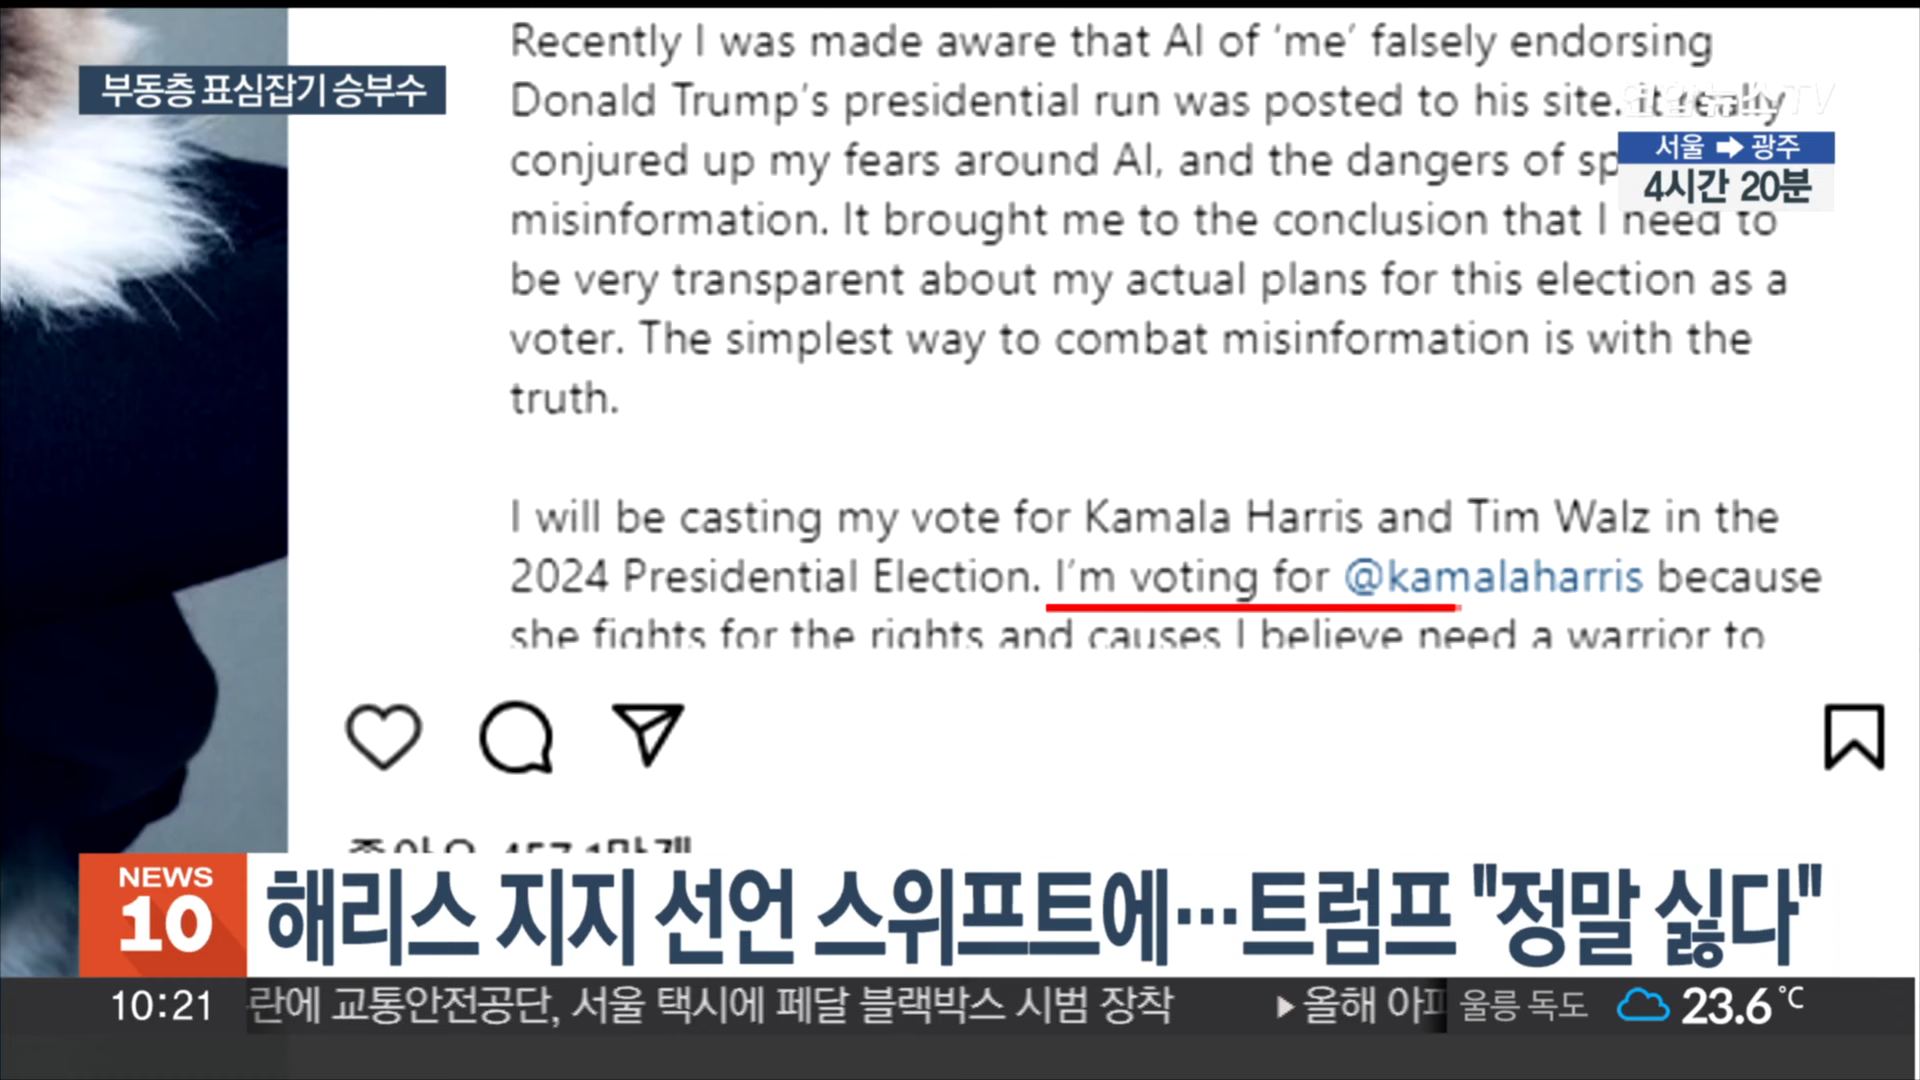 Recently I was made aware that AI of ‘me’ falsely endorsing
부동층 표심잡기 승부수
Donald Trump’s presidential run was posted to his site. It really
연합뉴스TV
conjured up my fears around AI, and the dangers of
서울 ➡ 광주
4시간 20분
misinformation. It brought me to the conclusion that I need to
be very transparent about my actual plans for this election as a
voter. The simplest way to combat misinformation is with the
truth.
I will be casting my vote for Kamala Harris and Tim Walz in the
2024 Presidential Election. I’m voting for @kamalaharris because
she fights for the rights and causes I believe need a warrior to
NEWS
10
해리스 지지 선언 스위프트에…트럼프 "정말 싫다"
10:21
란에 교통안전공단, 서울 택시에 페달 블랙박스 시범 장착
▶올해
울릉 독도
23.6℃